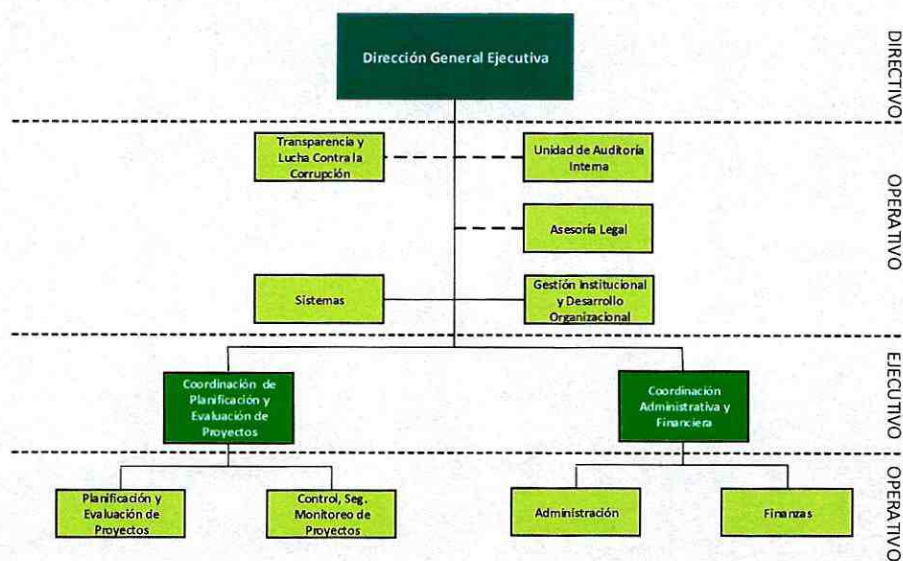 Dirección General Ejecutiva
DIRECTIVO
Transparencia y
Lucha Contra la
Corrupción
Unidad de Auditoría
Interna
Asesoría Legal
OPERATIVO
Sistemas
Gestión Institucional
y Desarrollo
Organizacional
Coordinación de
Planificación y
Evaluación de
Proyectos
Coordinación
Administrativa y
Financiera
EJECUTIVO
Planificación y
Evaluación de
Proyectos
Control, Seg.
Monitoreo de
Proyectos
Administración
Finanzas
OPERATIVO